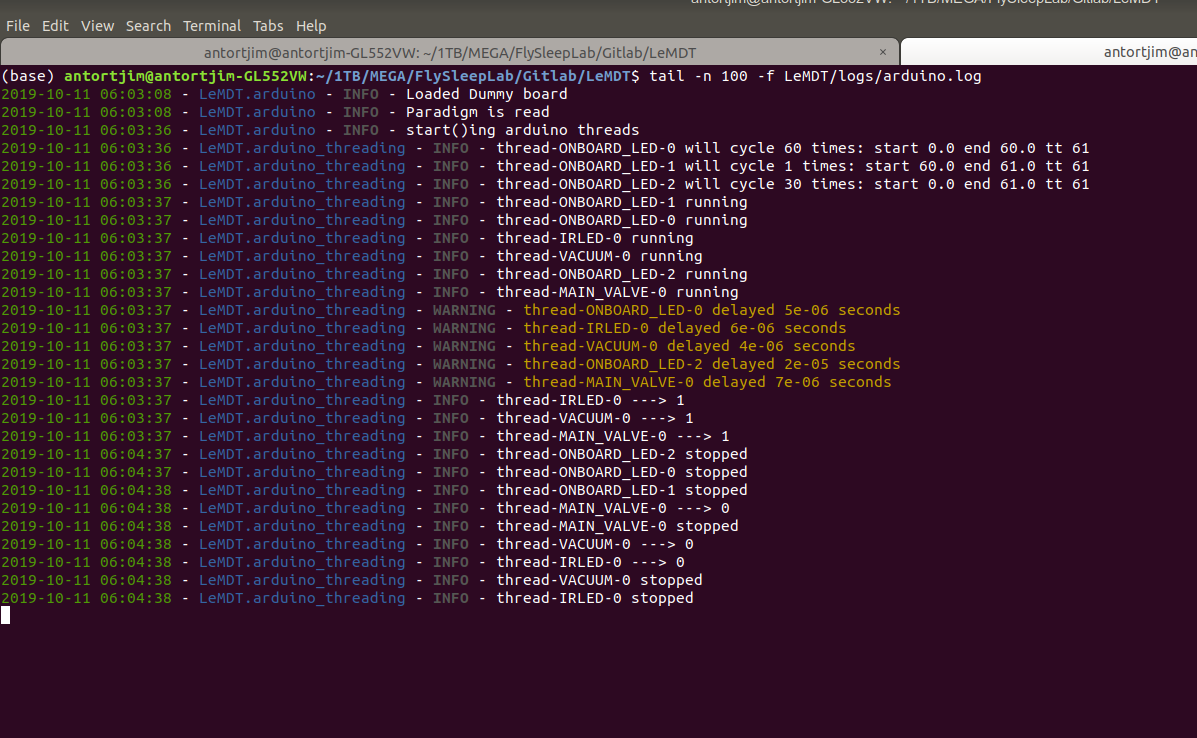 antortjim@antortjim-GL552VW: ~/1TB/MEGA/FlySleepLab/Gitlab/LeMDT
File Edit View Search Terminal Tabs Help
antortjim@antortjim-GL552VW: ~/1TB/MEGA/FlySleepLab/Gitlab/LeMDT × antortjim@an
(base) antortjim@antortjim-GL552VW:~/1TB/MEGA/FlySleepLab/Gitlab/LeMDT$ tail -n 100 -f LeMDT/logs/arduino.log
2019-10-11 06:03:08 - LeMDT.arduino - INFO - Loaded Dummy board
2019-10-11 06:03:08 - LeMDT.arduino - INFO - Paradigm is read
2019-10-11 06:03:36 - LeMDT.arduino - INFO - start()ing arduino threads
2019-10-11 06:03:36 - LeMDT.arduino_threading - INFO - thread-ONBOARD_LED-0 will cycle 60 times: start 0.0 end 60.0 tt 61
2019-10-11 06:03:36 - LeMDT.arduino_threading - INFO - thread-ONBOARD_LED-1 will cycle 1 times: start 60.0 end 61.0 tt 61
2019-10-11 06:03:36 - LeMDT.arduino_threading - INFO - thread-ONBOARD_LED-2 will cycle 30 times: start 0.0 end 61.0 tt 61
2019-10-11 06:03:37 - LeMDT.arduino_threading - INFO - thread-ONBOARD_LED-1 running
2019-10-11 06:03:37 - LeMDT.arduino_threading - INFO - thread-ONBOARD_LED-0 running
2019-10-11 06:03:37 - LeMDT.arduino_threading - INFO - thread-IRLED-0 running
2019-10-11 06:03:37 - LeMDT.arduino_threading - INFO - thread-VACUUM-0 running
2019-10-11 06:03:37 - LeMDT.arduino_threading - INFO - thread-ONBOARD_LED-2 running
2019-10-11 06:03:37 - LeMDT.arduino_threading - INFO - thread-MAIN_VALVE-0 running
2019-10-11 06:03:37 - LeMDT.arduino_threading - WARNING - thread-ONBOARD_LED-0 delayed 5e-06 seconds
2019-10-11 06:03:37 - LeMDT.arduino_threading - WARNING - thread-IRLED-0 delayed 6e-06 seconds
2019-10-11 06:03:37 - LeMDT.arduino_threading - WARNING - thread-VACUUM-0 delayed 4e-06 seconds
2019-10-11 06:03:37 - LeMDT.arduino_threading - WARNING - thread-ONBOARD_LED-2 delayed 2e-05 seconds
2019-10-11 06:03:37 - LeMDT.arduino_threading - WARNING - thread-MAIN_VALVE-0 delayed 7e-06 seconds
2019-10-11 06:03:37 - LeMDT.arduino_threading - INFO - thread-IRLED-0 ---> 1
2019-10-11 06:03:37 - LeMDT.arduino_threading - INFO - thread-VACUUM-0 ---> 1
2019-10-11 06:03:37 - LeMDT.arduino_threading - INFO - thread-MAIN_VALVE-0 ---> 1
2019-10-11 06:04:37 - LeMDT.arduino_threading - INFO - thread-ONBOARD_LED-2 stopped
2019-10-11 06:04:37 - LeMDT.arduino_threading - INFO - thread-ONBOARD_LED-0 stopped
2019-10-11 06:04:38 - LeMDT.arduino_threading - INFO - thread-ONBOARD_LED-1 stopped
2019-10-11 06:04:38 - LeMDT.arduino_threading - INFO - thread-MAIN_VALVE-0 ---> 0
2019-10-11 06:04:38 - LeMDT.arduino_threading - INFO - thread-MAIN_VALVE-0 stopped
2019-10-11 06:04:38 - LeMDT.arduino_threading - INFO - thread-VACUUM-0 ---> 0
2019-10-11 06:04:38 - LeMDT.arduino_threading - INFO - thread-IRLED-0 ---> 0
2019-10-11 06:04:38 - LeMDT.arduino_threading - INFO - thread-VACUUM-0 stopped
2019-10-11 06:04:38 - LeMDT.arduino_threading - INFO - thread-IRLED-0 stopped